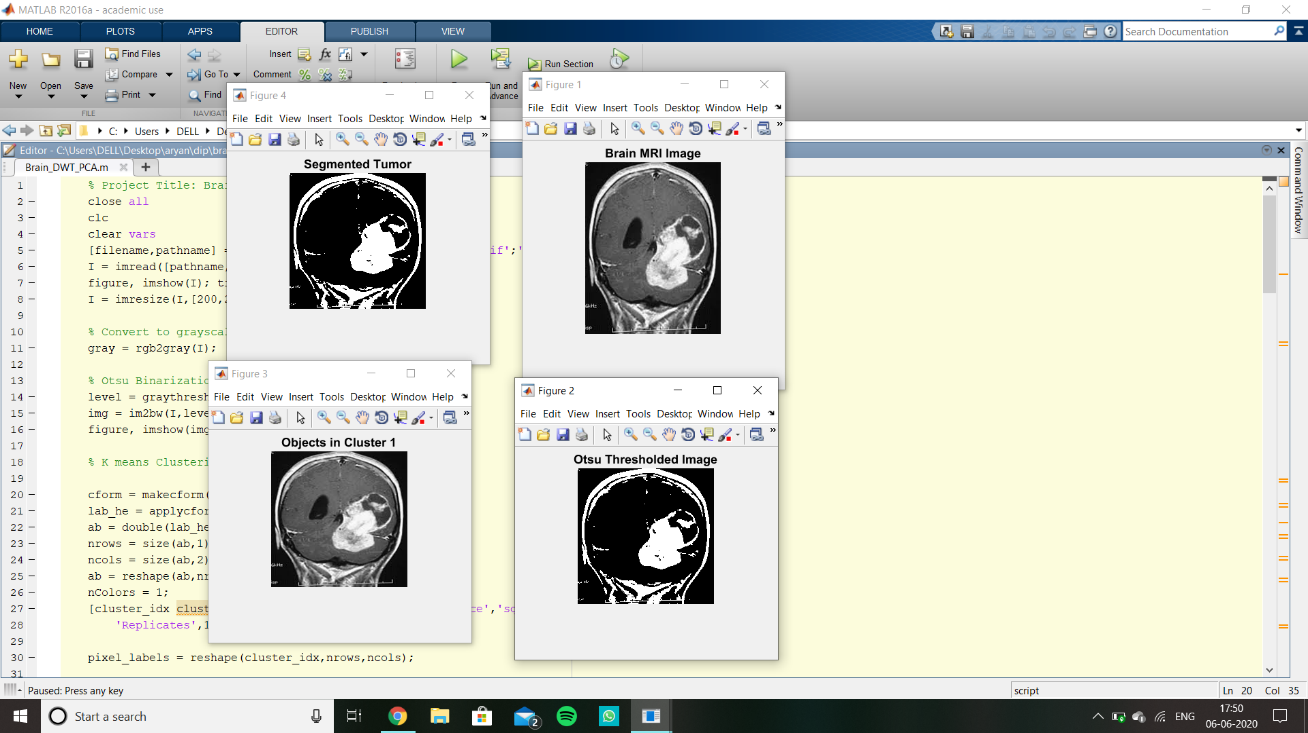 MATLAB R2016a - academic use
HOME PLOTS APPS EDITOR PUBLISH VIEW
Search Documentation
New Open Save
Find Files
Compare
Print
Go To
Find
Insert
Comment
Run Section
FILE
C: Users DELL
Editor - C:\Users\DELL\Desktop\aryan\dip\bra
Brain_DWT_PCA.m
Command Window
1 % Project Title: Brai
2 close all
3 clc
4 clear vars
5 [filename,pathname] = if';'
6 I = imread([pathname,
7 figure, imshow(I); ti
8 I = imresize(I,[200,2
9
10 % Convert to grayscal
11 gray = rgb2gray(I);
12
13 % Otsu Binarizatio
14 level = graythresh
15 img = im2bw(I,leve
16 figure, imshow(img
17
18 % K means Clusteri
19
20 cform = makecform(
21 lab_he = applycfor
22 ab = double(lab_he
23 nrows = size(ab,1)
24 ncols = size(ab,2)
25 ab = reshape(ab,nr
26 nColors = 1;
27 [cluster_idx clust e','s
28 'Replicates',1
29
30 pixel_labels = reshape(cluster_idx,nrows,ncols);
31
Figure 4
File Edit View Insert Tools Desktop Window Help
Segmented Tumor
Figure 1
File Edit View Insert Tools Desktop Window Help
Brain MRI Image
Figure 3
File Edit View Insert Tools Desktop Window Help
Objects in Cluster 1
Figure 2
File Edit View Insert Tools Desktop Window Help
Otsu Thresholded Image
Paused: Press any key
script
Ln 20 Col 35
Start a search
2
ENG
17:50
06-06-2020